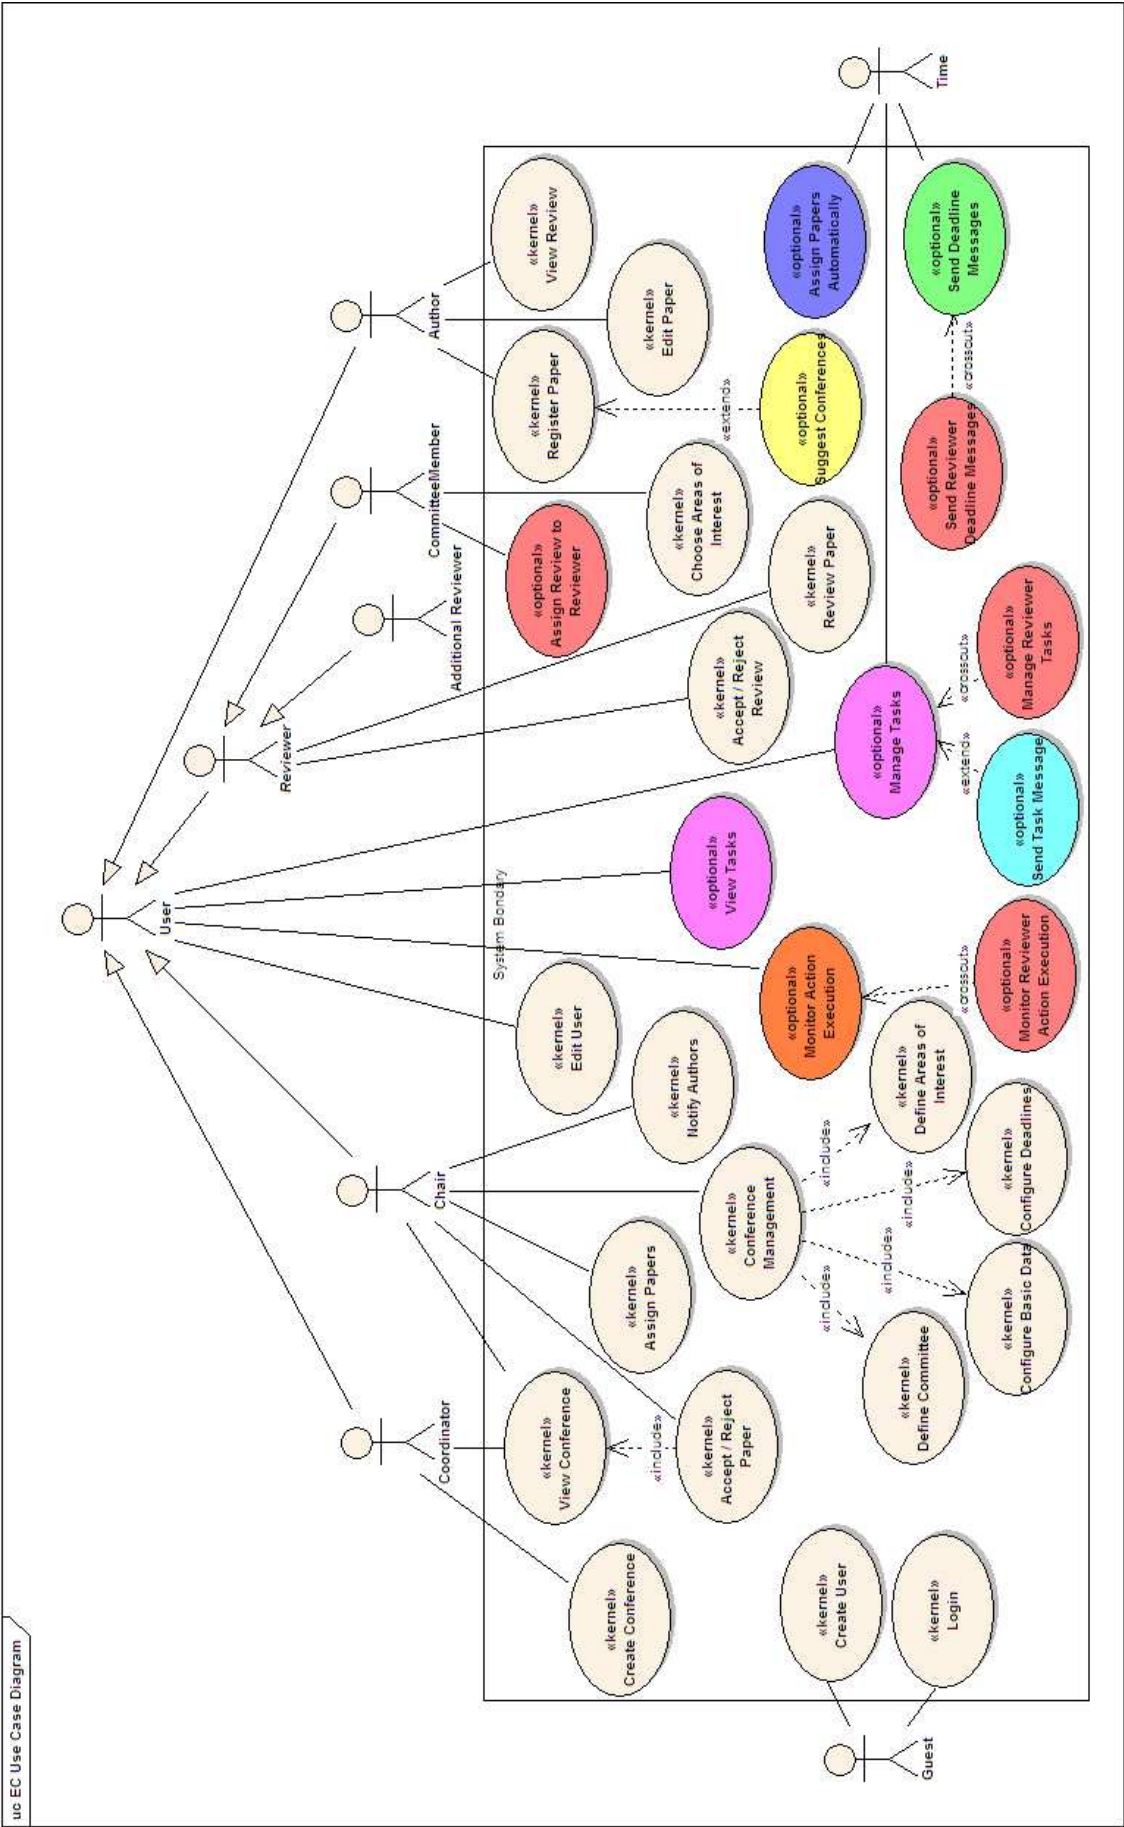 uc EC Use Case Diagram
User
Coordinator
Chair
Reviewer
Additional Reviewer
CommitteeMember
Author
Guest
Time
System Bondary
«kernel»
Create Conference
«kernel»
View Conference
«include»
«kernel»
Accept / Reject
Paper
«kernel»
Assign Papers
«kernel»
Notify Authors
«kernel»
Edit User
«kernel»
Conference
Management
«include»
«include»
«include»
«include»
«kernel»
Define Committee
«kernel»
Configure Basic Data
«kernel»
Configure Deadlines
«kernel»
Define Areas of
Interest
«kernel»
Create User
«kernel»
Login
«optional»
View Tasks
«optional»
Monitor Action
Execution
«crosscut»
«optional»
Monitor Reviewer
Action Execution
«optional»
Manage Tasks
«extend»
«optional»
Send Task Message
«crosscut»
«optional»
Manage Reviewer
Tasks
«kernel»
Accept / Reject
Review
«kernel»
Review Paper
«optional»
Assign Review to
Reviewer
«kernel»
Choose Areas of
Interest
«kernel»
Register Paper
«extend»
«optional»
Suggest Conferences
«kernel»
Edit Paper
«kernel»
View Review
«optional»
Assign Papers
Automatically
«optional»
Send Reviewer
Deadline Messages
«crosscut»
«optional»
Send Deadline
Messages